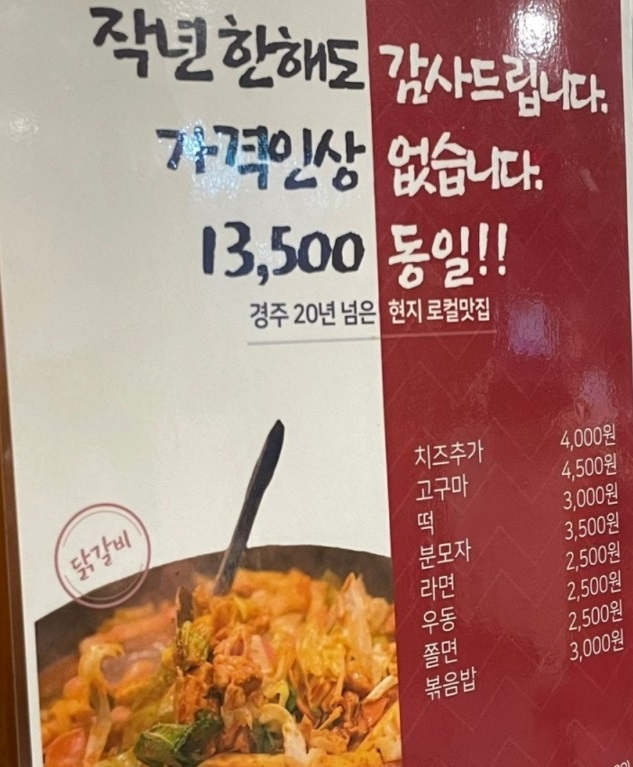 작년 한해도 감사드립니다.
가격인상 없습니다.
13,500 동일!!
경주 20년 넘은 현지 로컬맛집
치즈추가 4,000원
고구마 4,500원
떡 3,000원
분모자 3,500원
라면 2,500원
우동 2,500원
쫄면 2,500원
볶음밥 3,000원
닭갈비